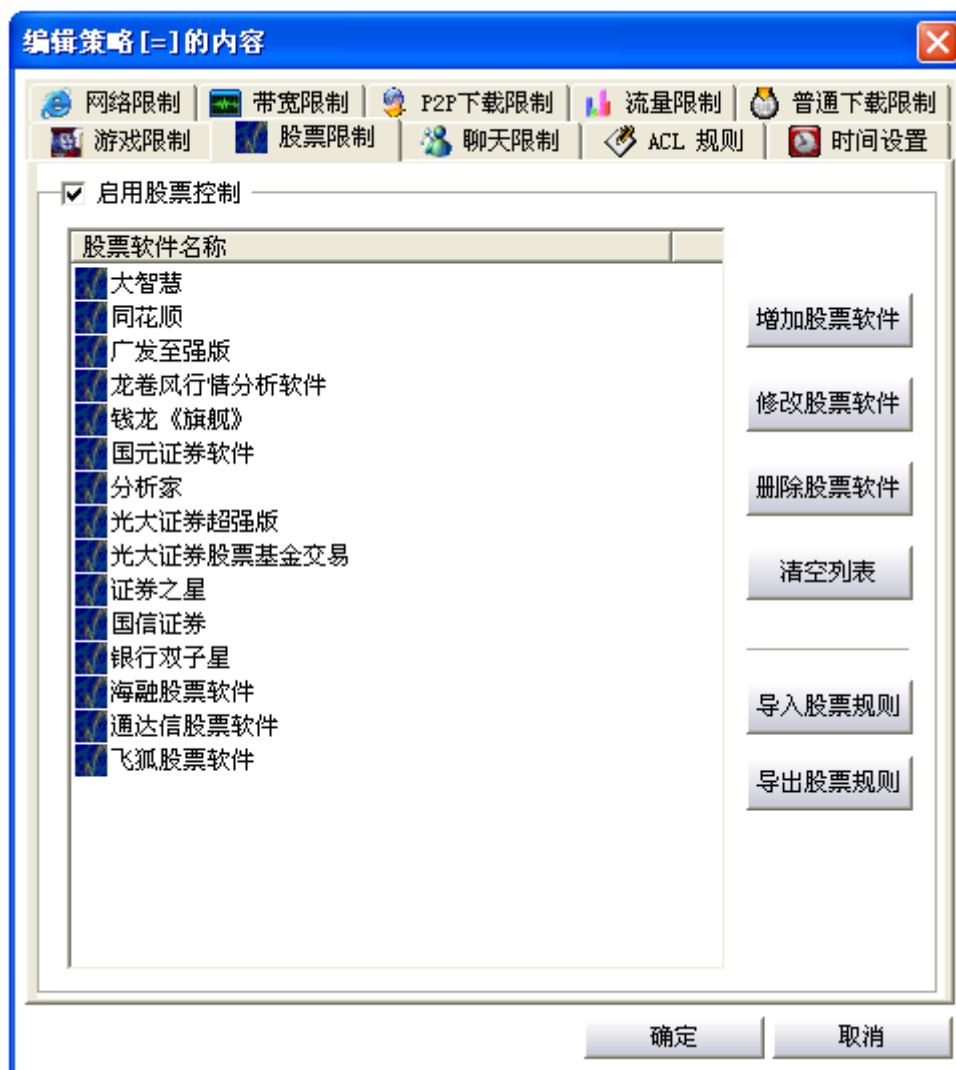 编辑策略[=]的内容
网络限制 带宽限制 P2P下载限制 流量限制 普通下载限制
游戏限制 股票限制 聊天限制 ACL 规则 时间设置
启用股票控制
股票软件名称
大智慧
同花顺
广发至强版
龙卷风行情分析软件
钱龙《旗舰》
国元证券软件
分析家
光大证券超强版
光大证券股票基金交易
证券之星
国信证券
银行双子星
海融股票软件
通达信股票软件
飞狐股票软件
增加股票软件
修改股票软件
删除股票软件
清空列表
导入股票规则
导出股票规则
确定 取消